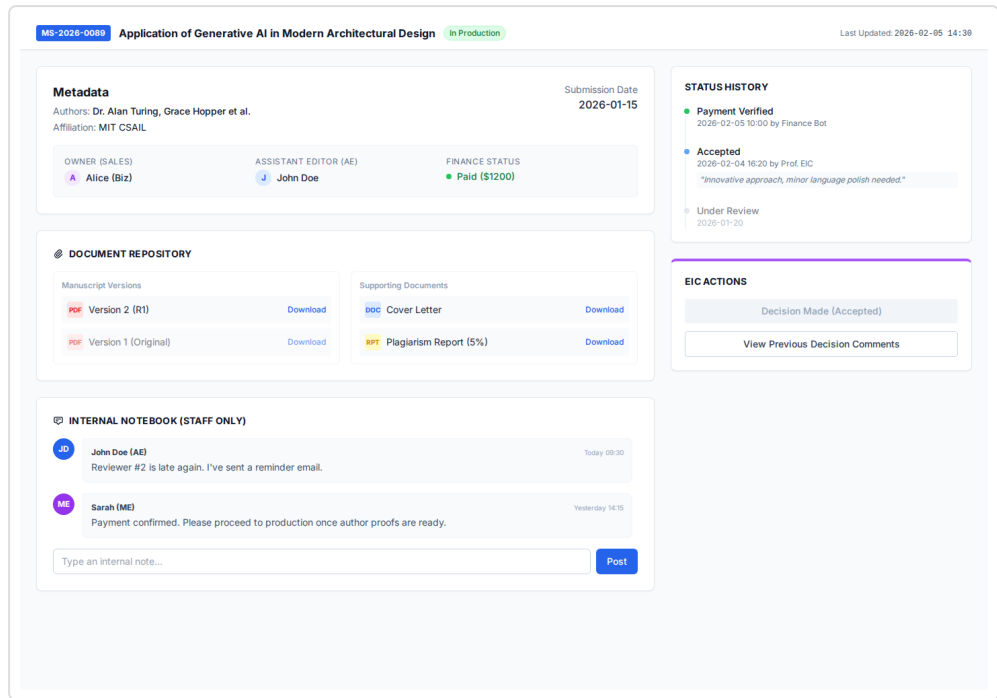 MS-2026-0089 Application of Generative AI in Modern Architectural Design In Production Last Updated: 2026-02-05 14:30
Metadata
Authors: Dr. Alan Turing, Grace Hopper et al.
Affiliation: MIT CSAIL
Submission Date
2026-01-15
OWNER (SALES)
A Alice (Biz)
ASSISTANT EDITOR (AE)
J John Doe
FINANCE STATUS
Paid ($1200)
DOCUMENT REPOSITORY
Manuscript Versions
PDF Version 2 (R1) Download
PDF Version 1 (Original) Download
Supporting Documents
DOC Cover Letter Download
RPT Plagiarism Report (5%) Download
INTERNAL NOTEBOOK (STAFF ONLY)
JD John Doe (AE) Today 09:30
Reviewer #2 is late again. I've sent a reminder email.
ME Sarah (ME) Yesterday 14:15
Payment confirmed. Please proceed to production once author proofs are ready.
Type an internal note... Post
STATUS HISTORY
Payment Verified
2026-02-05 10:00 by Finance Bot
Accepted
2026-02-04 16:20 by Prof. EIC
"Innovative approach, minor language polish needed."
Under Review
2026-01-20
EIC ACTIONS
Decision Made (Accepted)
View Previous Decision Comments